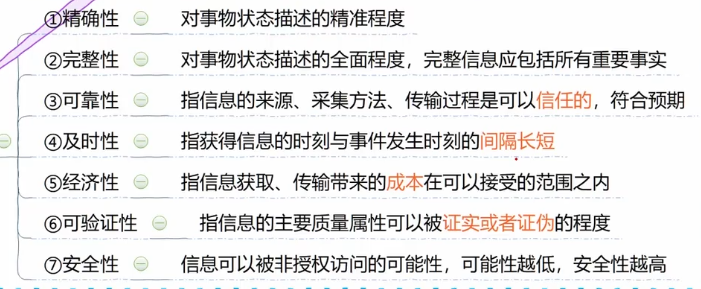 ①精确性 对事物状态描述的精准程度
②完整性 对事物状态描述的全面程度，完整信息应包括所有重要事实
③可靠性 指信息的来源、采集方法、传输过程是可以信任的，符合预期
④及时性 指获得信息的时刻与事件发生时刻的间隔长短
⑤经济性 指信息获取、传输带来的成本在可以接受的范围之内
⑥可验证性 指信息的主要质量属性可以被证实或者证伪的程度
⑦安全性 信息可以被非授权访问的可能性，可能性越低，安全性越高